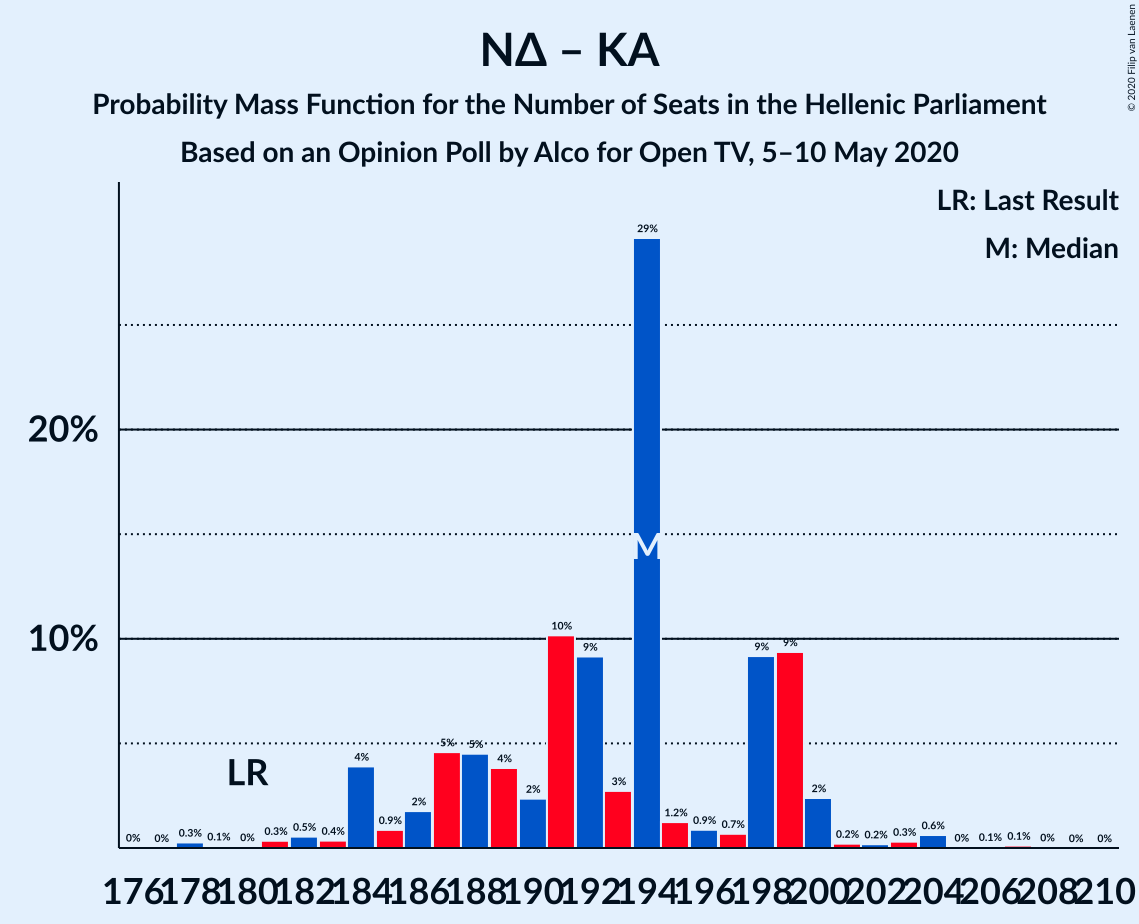 NΔ – KA
Probability Mass Function for the Number of Seats in the Hellenic Parliament
Based on an Opinion Poll by Alco for Open TV, 5–10 May 2020
© 2020 Filip van Laenen
LR: Last Result
M: Median
20%
10%
LR
M
0% 0% 0.3% 0.1% 0% 0.3% 0.5% 0.4% 4% 0.9% 2% 5% 5% 4% 2% 10% 9% 3% 29% 1.2% 0.9% 0.7% 9% 9% 2% 0.2% 0.2% 0.3% 0.6% 0% 0.1% 0.1% 0% 0% 0%
176 178 180 182 184 186 188 190 192 194 196 198 200 202 204 206 208 210